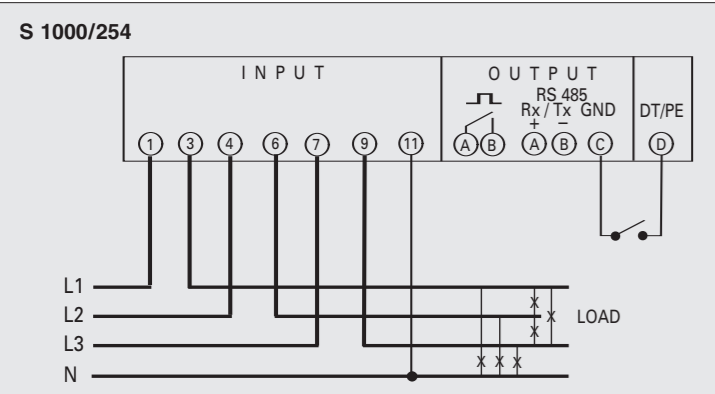 S 1000/254
INPUT
OUTPUT
RS 485
Rx / Tx GND
+ –
DT/PE
1 3 4 6 7 9 11 A B A B C D
L1
L2
LOAD
L3
N
X X X X X X